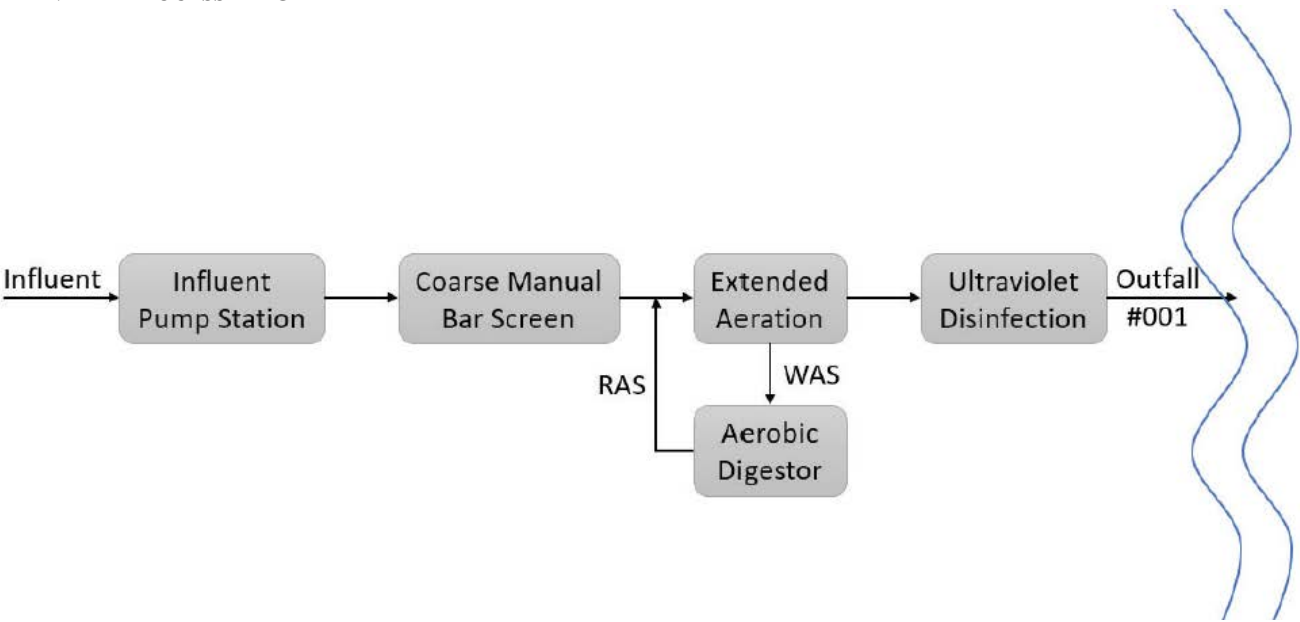 Influent
Influent
Pump Station
Coarse Manual
Bar Screen
Extended
Aeration
Ultraviolet
Disinfection
Outfall
#001
RAS
WAS
Aerobic
Digestor